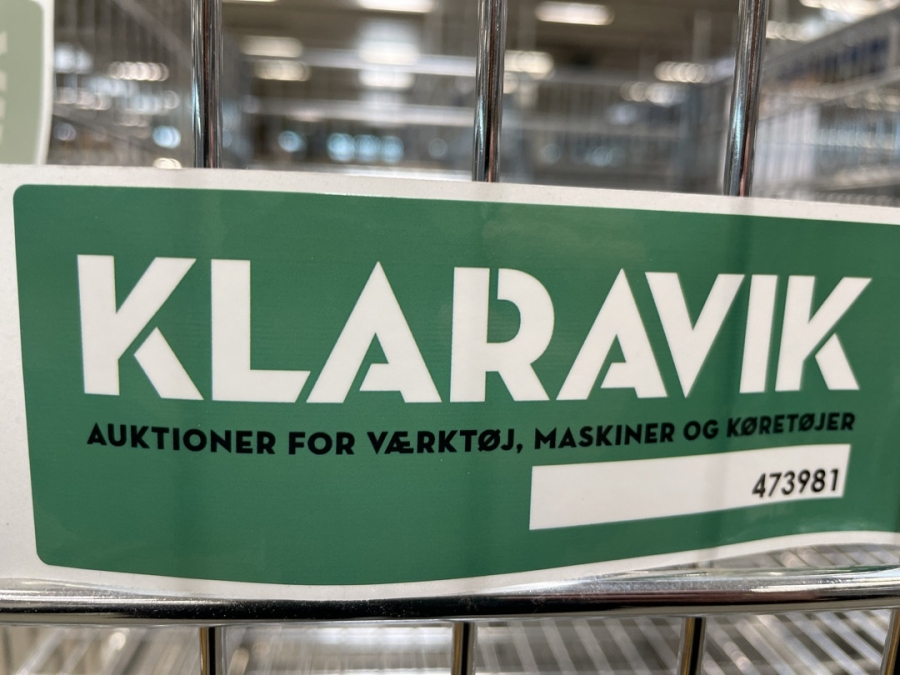 KLARAVIK
AUKTIONER FOR VÆRKTØJ, MASKINER OG KØRETØJER
473981